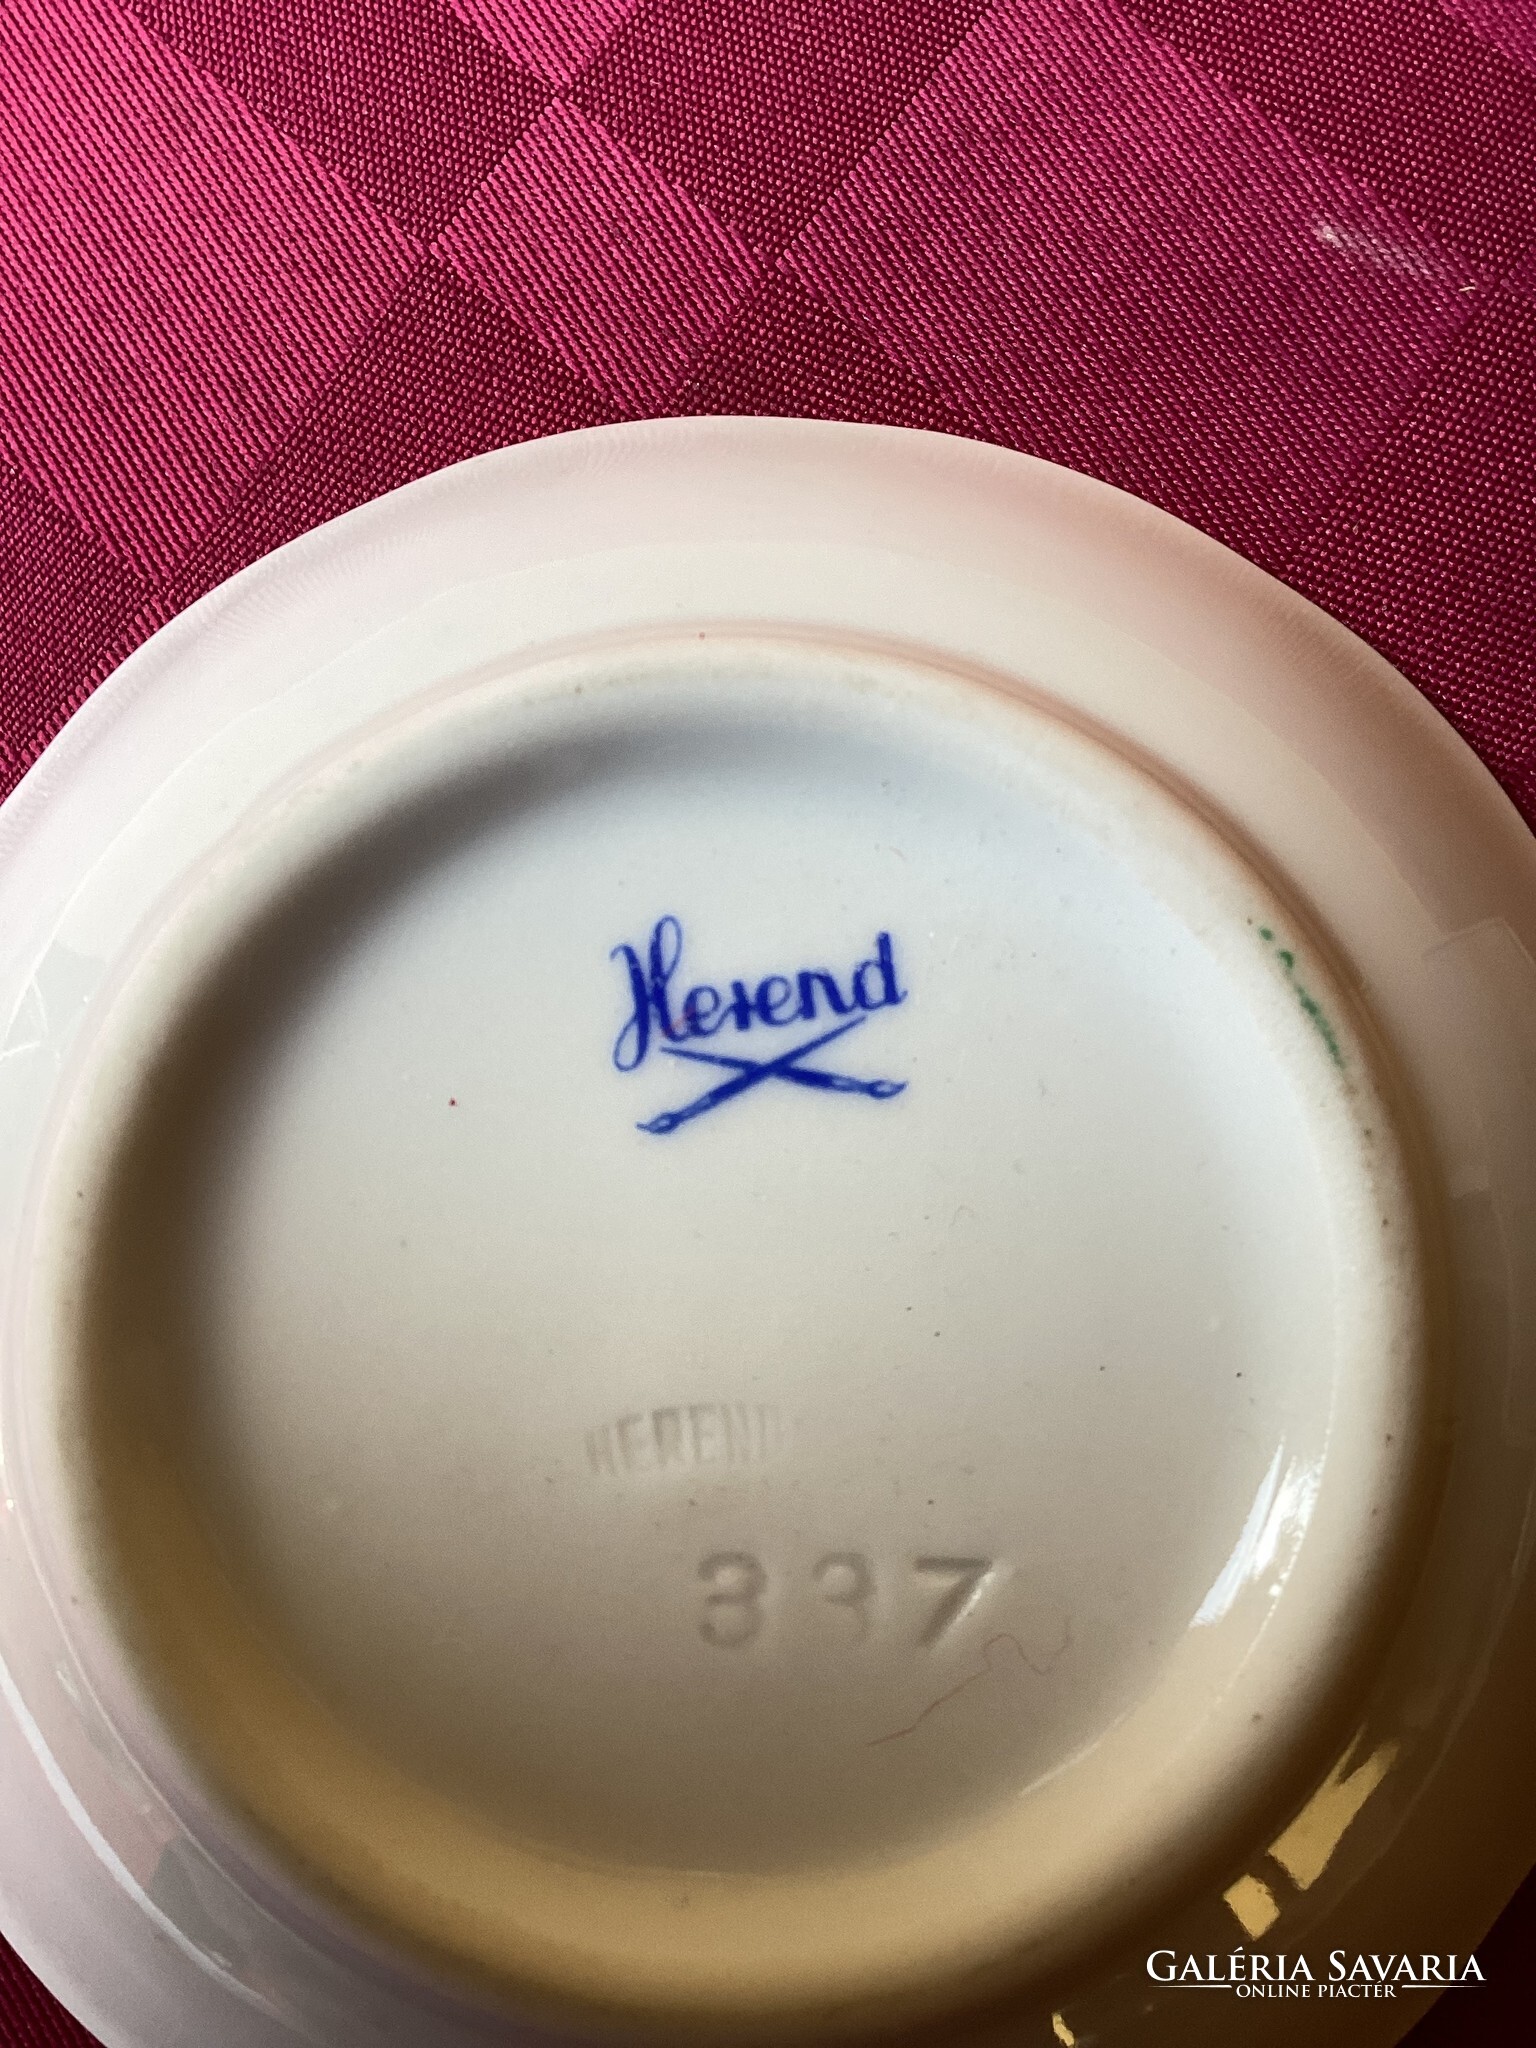 Herend
HEREND
337
GALÉRIA SAVARIA
ONLINE PIACTÉR